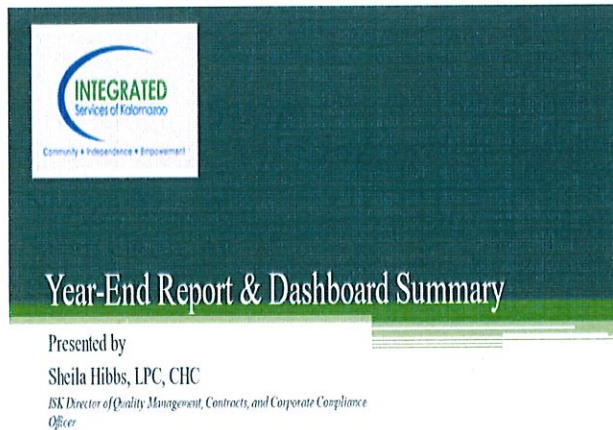 INTEGRATED
Services of Kalamazoo
Community • Independence • Empowerment
Year-End Report & Dashboard Summary
Presented by
Sheila Hibbs, LPC, CHC
ISK Director of Quality Management, Contracts, and Corporate Compliance
Officer